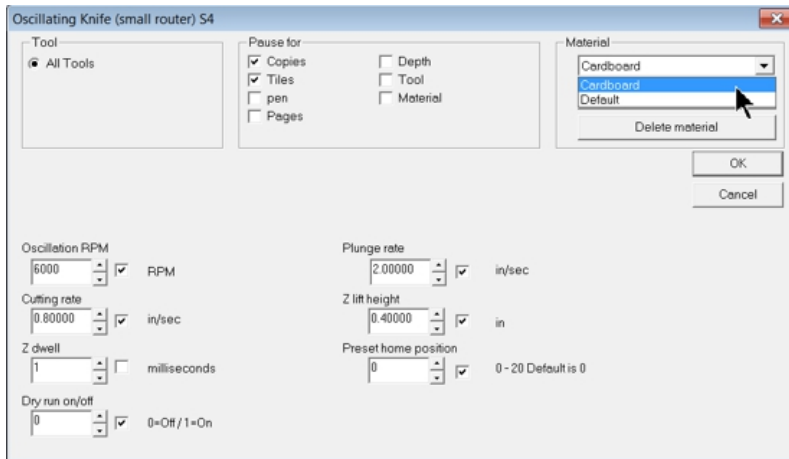 Oscillating Knife (small router) S4
Tool
All Tools
Pause for
Copies
Tiles
pen
Pages
Depth
Tool
Material
Material
Cardboard
Cardboard
Default
Delete material
OK
Cancel
Oscillation RPM
6000
RPM
Cutting rate
0.80000
in/sec
Z dwell
1
milliseconds
Dry run on/off
0
0=Off / 1=On
Plunge rate
2.00000
in/sec
Z lift height
0.40000
in
Preset home position
0
0 - 20 Default is 0